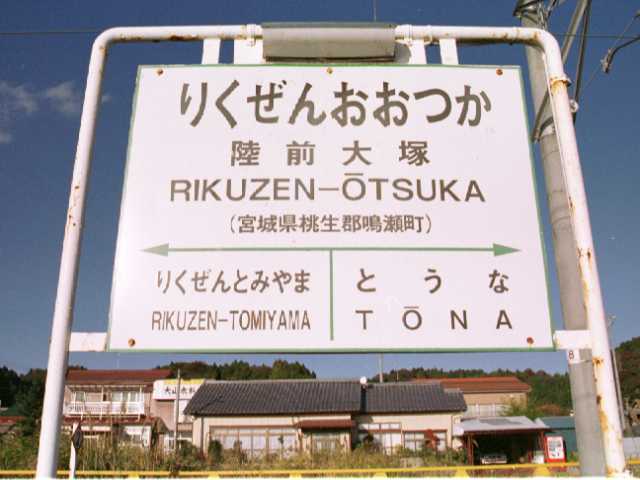 りくぜんおおつか
陸前大塚
RIKUZEN-ŌTSUKA
(宮城県桃生郡鳴瀬町)
りくぜんとみやま とうな
RIKUZEN-TOMIYAMA TŌNA
8